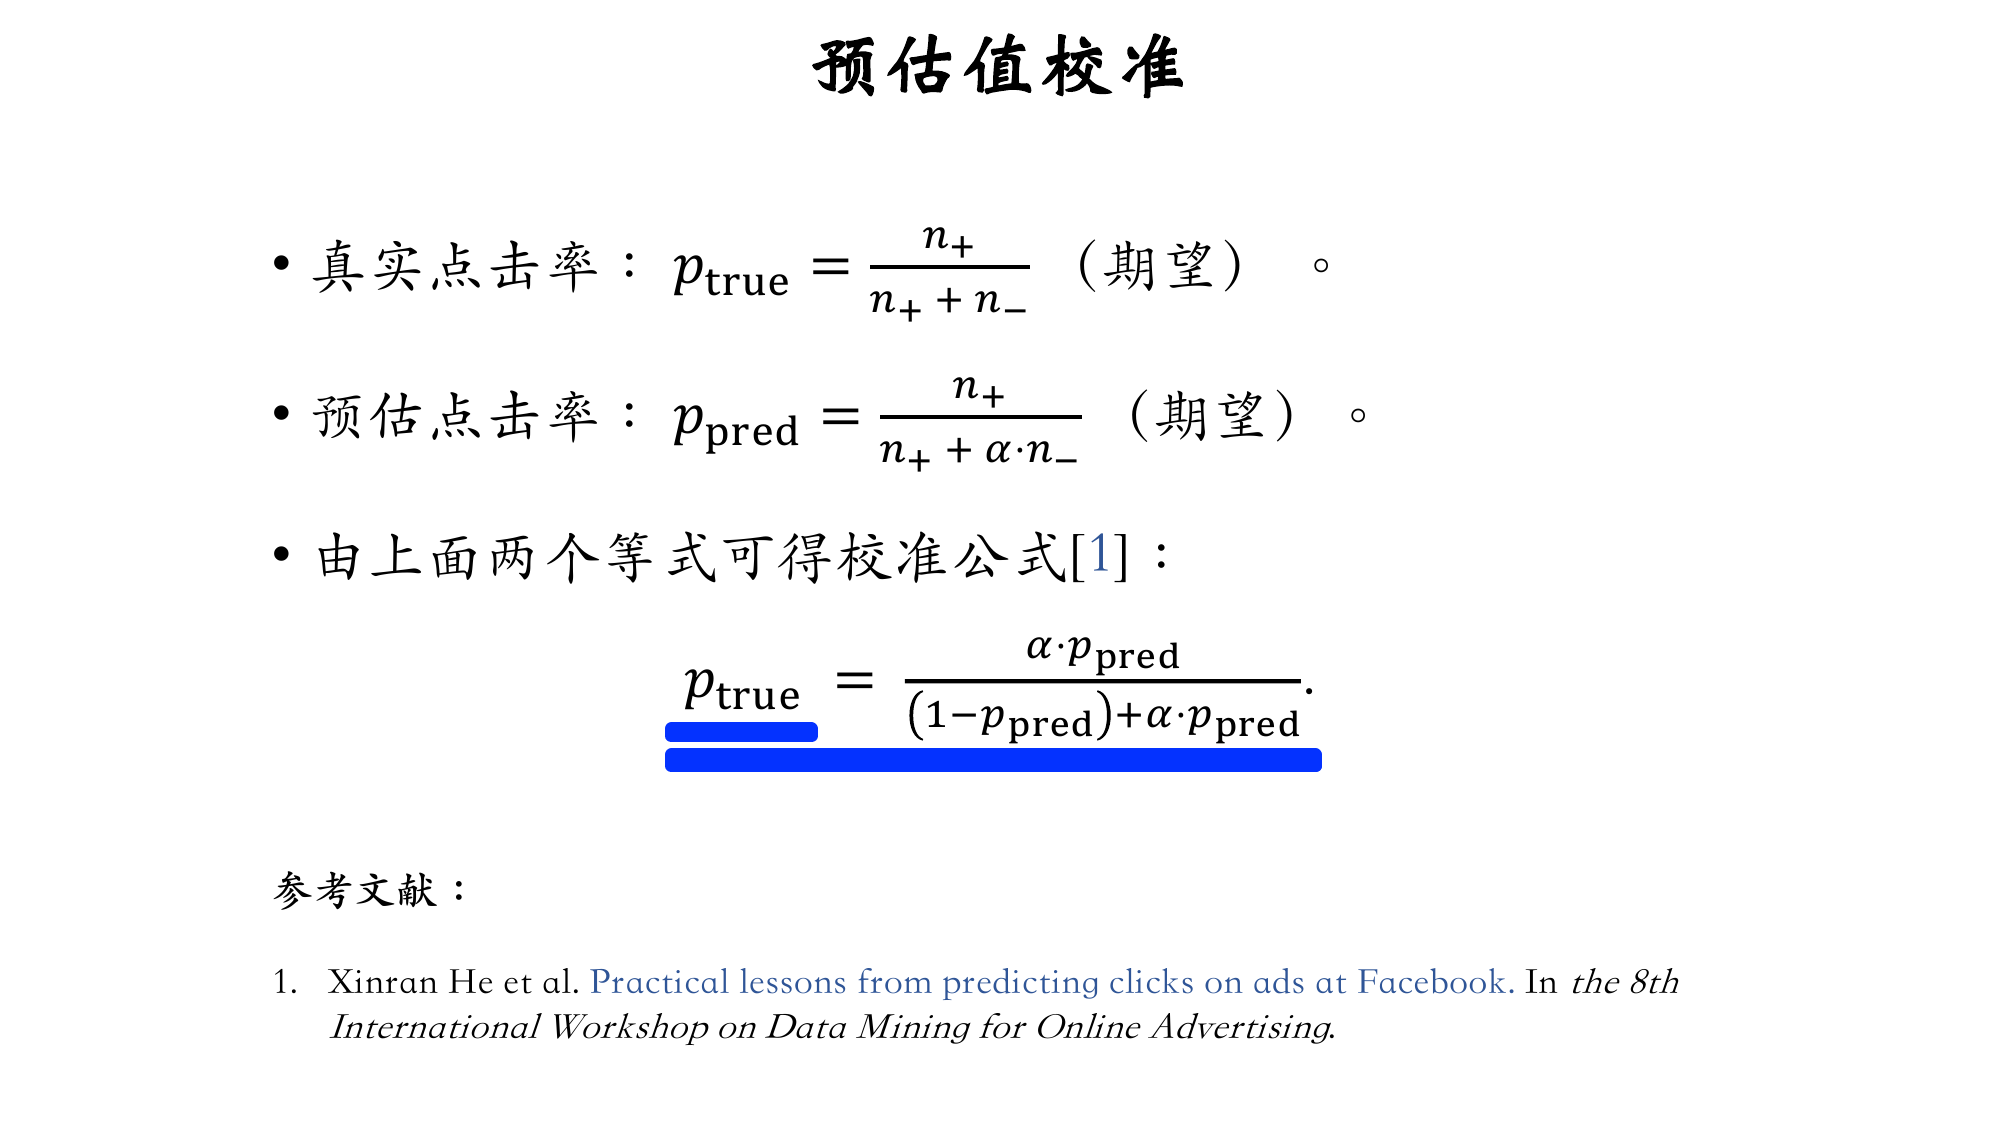 预估值校准
• 真实点击率：$p_{\text{true}} = \frac{n_+}{n_+ + n_-}$（期望）。
• 预估点击率：$p_{\text{pred}} = \frac{n_+}{n_+ + \alpha \cdot n_-}$（期望）。
• 由上面两个等式可得校准公式[1]：
$p_{\text{true}} = \frac{\alpha \cdot p_{\text{pred}}}{(1 - p_{\text{pred}}) + \alpha \cdot p_{\text{pred}}}.$
参考文献：
1. Xinran He et al. Practical lessons from predicting clicks on ads at Facebook. In the 8th
International Workshop on Data Mining for Online Advertising.